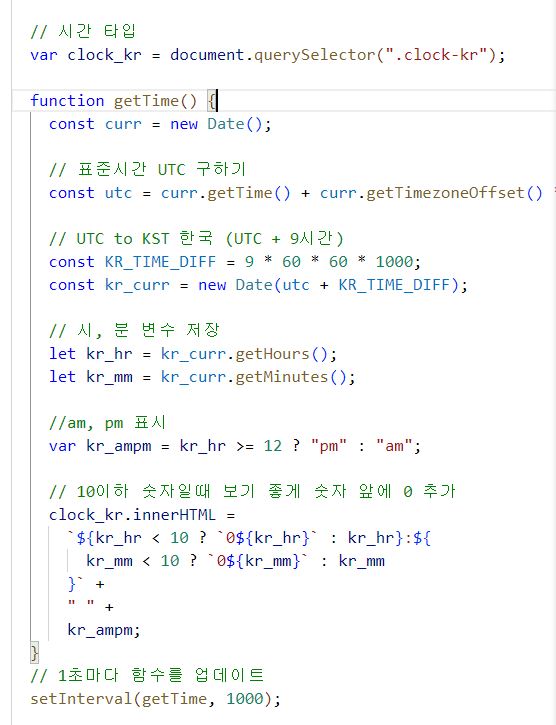 // 시간 타입
var clock_kr = document.querySelector(".clock-kr");
function getTime() {
const curr = new Date();
// 표준시간 UTC 구하기
const utc = curr.getTime() + curr.getTimezoneOffset() *
// UTC to KST 한국 (UTC + 9시간)
const KR_TIME_DIFF = 9 * 60 * 60 * 1000;
const kr_curr = new Date(utc + KR_TIME_DIFF);
// 시, 분 변수 저장
let kr_hr = kr_curr.getHours();
let kr_mm = kr_curr.getMinutes();
//am, pm 표시
var kr_ampm = kr_hr >= 12 ? "pm" : "am";
// 10이하 숫자일때 보기 좋게 숫자 앞에 0 추가
clock_kr.innerHTML =
`${kr_hr < 10 ? `0${kr_hr}` : kr_hr}:${
kr_mm < 10 ? `0${kr_mm}` : kr_mm
}` +
" " +
kr_ampm;
}
// 1초마다 함수를 업데이트
setInterval(getTime, 1000);